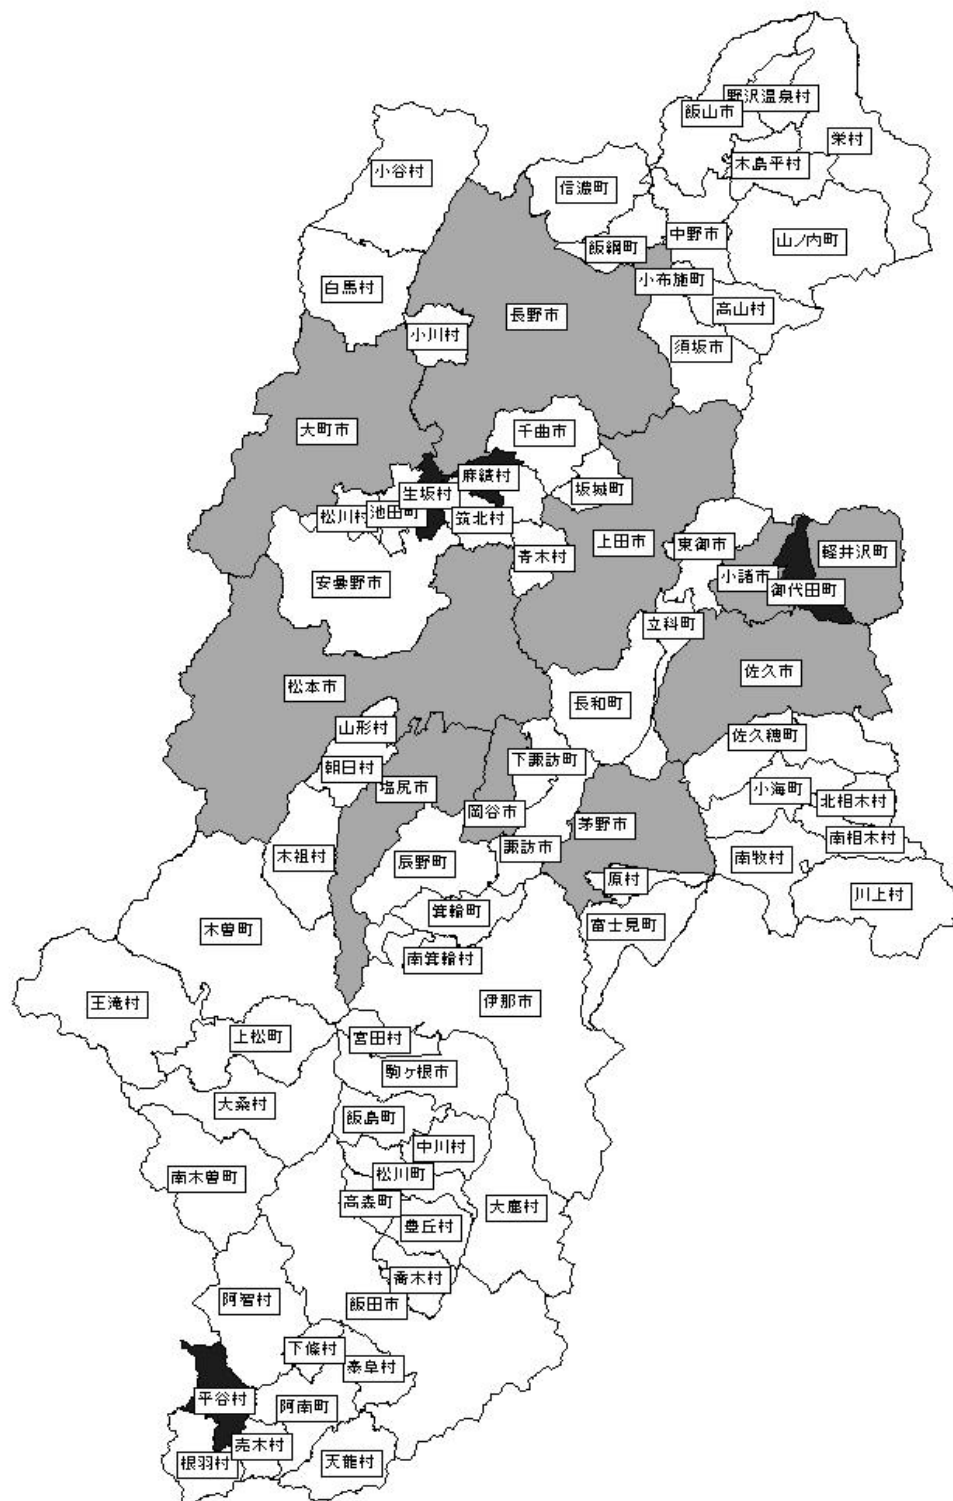 野沢温泉村
飯山市
栄村
木島平村
小谷村
信濃町
中野市
山ノ内町
飯綱町
小布施町
白馬村
高山村
長野市
小川村
須坂市
大町市
千曲市
麻績村
生坂村
坂城町
池田町
松川村
筑北村
上田市
東御市
軽井沢町
青木村
小諸市
安曇野市
御代田町
立科町
佐久市
松本市
長和町
山形村
佐久穂町
下諏訪町
朝日村
塩尻市
小海町
北相木村
岡谷市
茅野市
南相木村
諏訪市
木祖村
辰野町
南牧村
原村
川上村
箕輪町
富士見町
木曽町
南箕輪村
王滝村
伊那市
上松町
宮田村
駒ヶ根市
大桑村
飯島町
中川村
南木曽町
松川町
高森町
大鹿村
豊丘村
喬木村
阿智村
飯田市
下條村
泰阜村
平谷村
阿南町
売木村
根羽村
天龍村